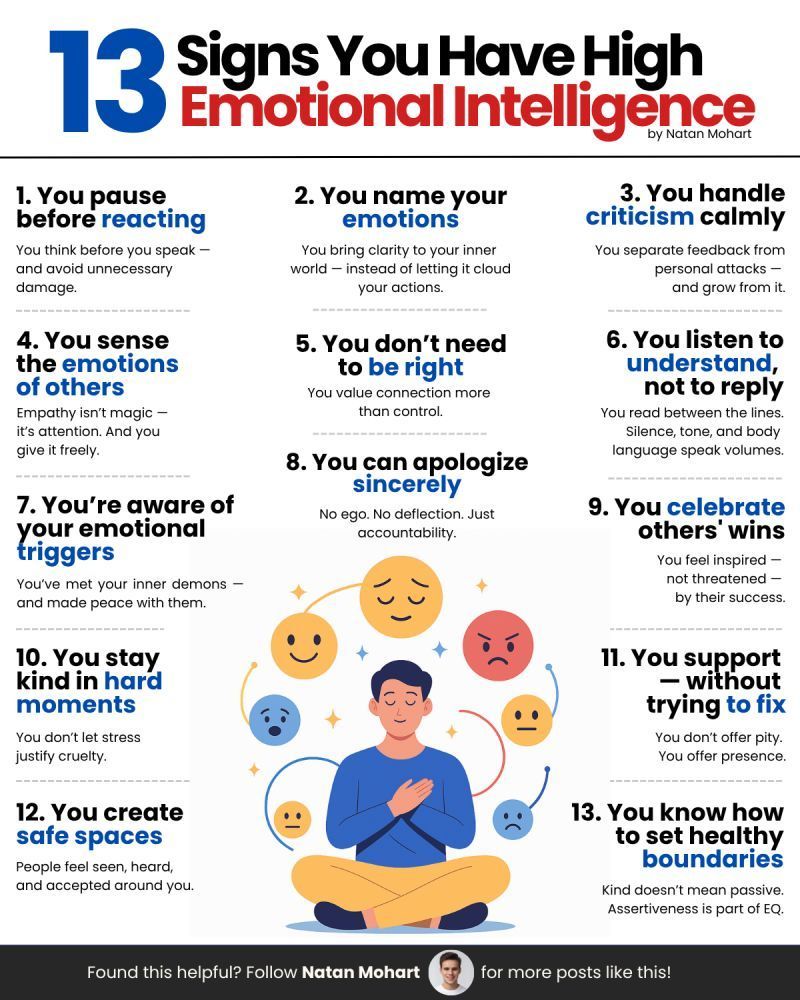 13 Signs You Have High
Emotional Intelligence
by Natan Mohart
1. You pause
before reacting
You think before you speak —
and avoid unnecessary
damage.
2. You name your
emotions
You bring clarity to your inner
world — instead of letting it cloud
your actions.
3. You handle
criticism calmly
You separate feedback from
personal attacks —
and grow from it.
4. You sense
the emotions
of others
Empathy isn't magic —
it's attention. And you
give it freely.
5. You don't need
to be right
You value connection more
than control.
6. You listen to
understand,
not to reply
You read between the lines.
Silence, tone, and body
language speak volumes.
7. You're aware of
your emotional
triggers
You've met your inner demons —
and made peace with them.
8. You can apologize
sincerely
No ego. No deflection. Just
accountability.
9. You celebrate
others' wins
You feel inspired —
not threatened —
by their success.
10. You stay
kind in hard
moments
You don't let stress
justify cruelty.
11. You support
— without
trying to fix
You don't offer pity.
You offer presence.
12. You create
safe spaces
People feel seen, heard,
and accepted around you.
13. You know how
to set healthy
boundaries
Kind doesn't mean passive.
Assertiveness is part of EQ.
Found this helpful? Follow Natan Mohart for more posts like this!